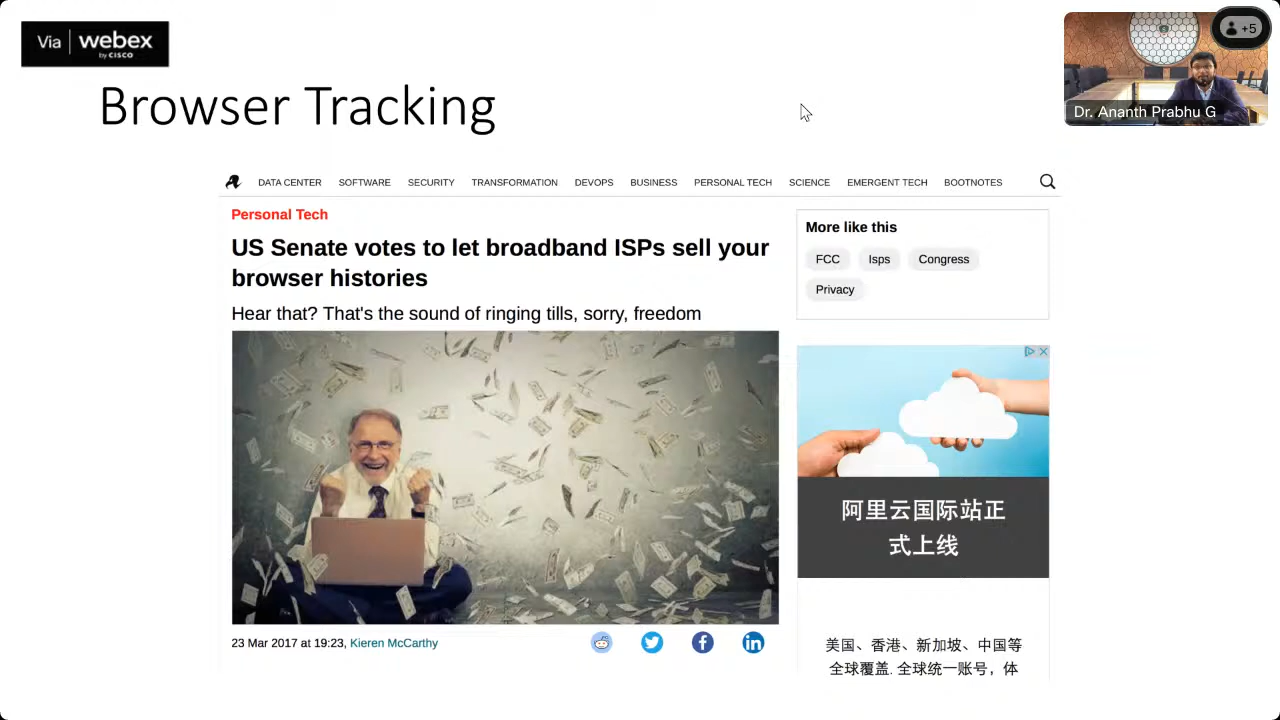 Via | webex
by CISCO
+5
Dr. Ananth Prabhu G
Browser Tracking
DATA CENTER SOFTWARE SECURITY TRANSFORMATION DEVOPS BUSINESS PERSONAL TECH SCIENCE EMERGENT TECH BOOTNOTES
Personal Tech
US Senate votes to let broadband ISPs sell your
browser histories
Hear that? That's the sound of ringing tills, sorry, freedom
23 Mar 2017 at 19:23, Kieren McCarthy
More like this
FCC Isps Congress
Privacy
阿里云国际站正
式上线
美国、香港、新加坡、中国等
全球覆盖. 全球统一账号，体